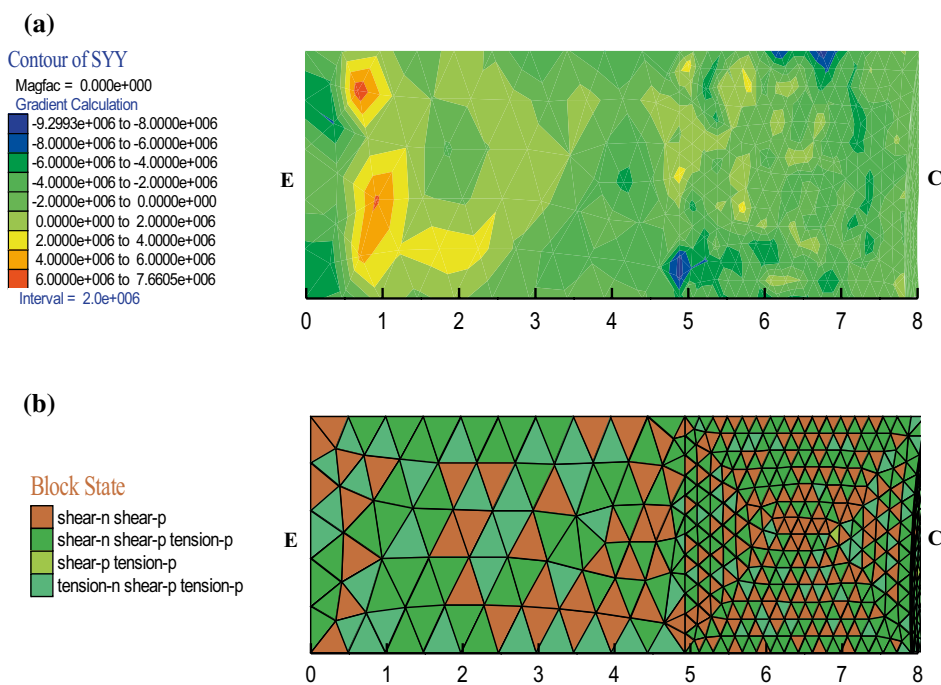 (a)
Contour of SYY
Magfac = 0.000e+000
Gradient Calculation
-9.2993e+006 to -8.0000e+006
-8.0000e+006 to -6.0000e+006
-6.0000e+006 to -4.0000e+006
-4.0000e+006 to -2.0000e+006
-2.0000e+006 to 0.0000e+000
0.0000e+000 to 2.0000e+006
2.0000e+006 to 4.0000e+006
4.0000e+006 to 6.0000e+006
6.0000e+006 to 7.6605e+006
Interval = 2.0e+006
E
C
0 1 2 3 4 5 6 7 8
(b)
Block State
shear-n shear-p
shear-n shear-p tension-p
shear-p tension-p
tension-n shear-p tension-p
E
C
0 1 2 3 4 5 6 7 8